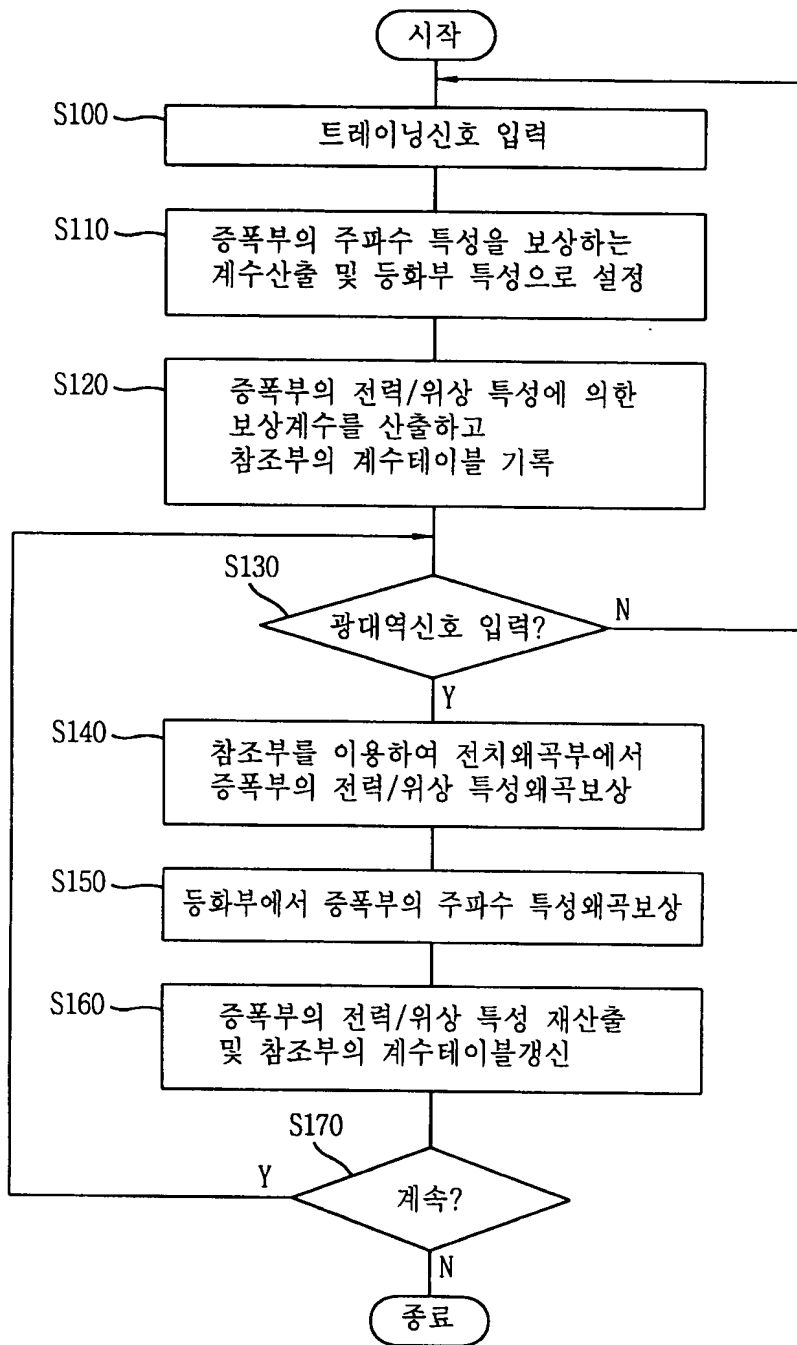 시작
S100
트레이닝신호 입력
S110
증폭부의 주파수 특성을 보상하는
계수산출 및 등화부 특성으로 설정
S120
증폭부의 전력/위상 특성에 의한
보상계수를 산출하고
참조부의 계수테이블 기록
S130
광대역신호 입력?
N
Y
S140
참조부를 이용하여 전치왜곡부에서
증폭부의 전력/위상 특성왜곡보상
S150
등화부에서 증폭부의 주파수 특성왜곡보상
S160
증폭부의 전력/위상 특성 재산출
및 참조부의 계수테이블갱신
S170
Y
계속?
N
종료